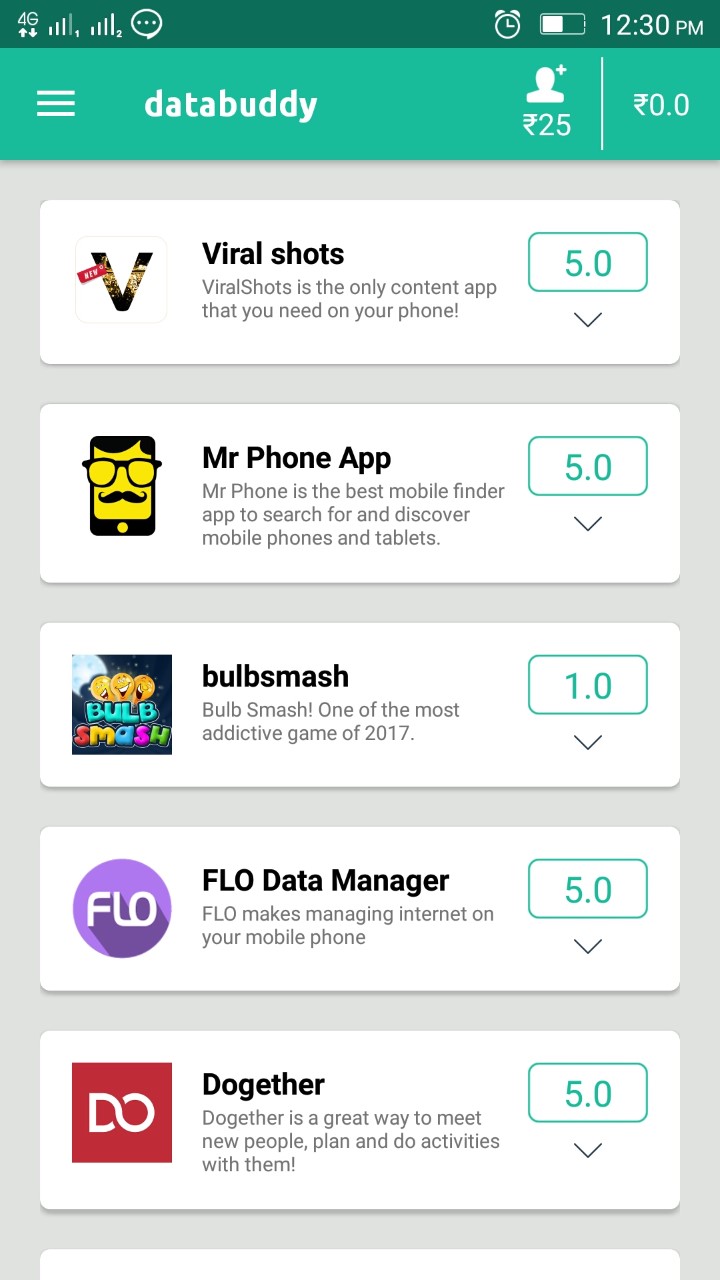 4G 1 2 12:30 PM
databuddy ₹25 ₹0.0
NEW V
Viral shots
5.0
ViralShots is the only content app
that you need on your phone!
Mr Phone App
5.0
Mr Phone is the best mobile finder
app to search for and discover
mobile phones and tablets.
BULB
SMASH
bulbsmash
1.0
Bulb Smash! One of the most
addictive game of 2017.
FLO
FLO Data Manager
5.0
FLO makes managing internet on
your mobile phone
DO
Dogether
5.0
Dogether is a great way to meet
new people, plan and do activities
with them!